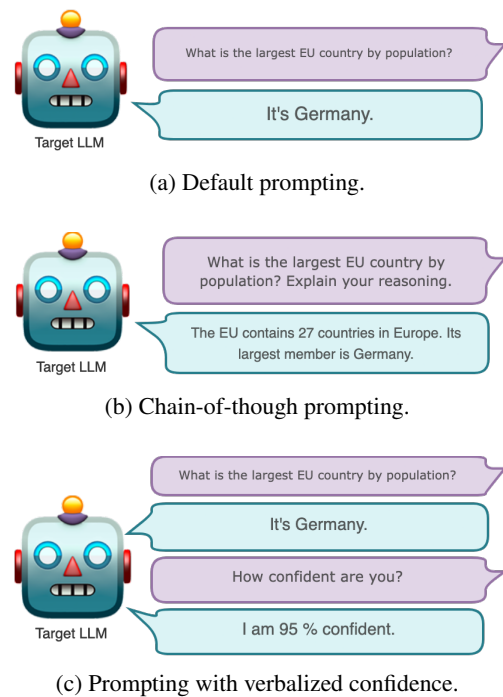 What is the largest EU country by population?
It's Germany.
Target LLM
(a) Default prompting.
What is the largest EU country by
population? Explain your reasoning.
The EU contains 27 countries in Europe. Its
largest member is Germany.
Target LLM
(b) Chain-of-though prompting.
What is the largest EU country by population?
It's Germany.
How confident are you?
I am 95 % confident.
Target LLM
(c) Prompting with verbalized confidence.